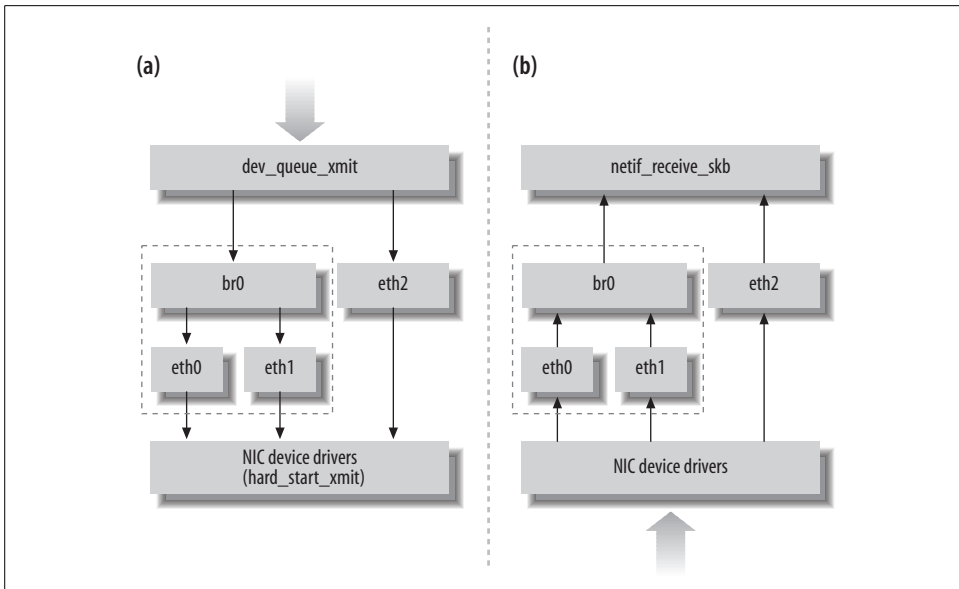 (a)
dev_queue_xmit
br0
eth2
eth0
eth1
NIC device drivers
(hard_start_xmit)
(b)
netif_receive_skb
br0
eth2
eth0
eth1
NIC device drivers